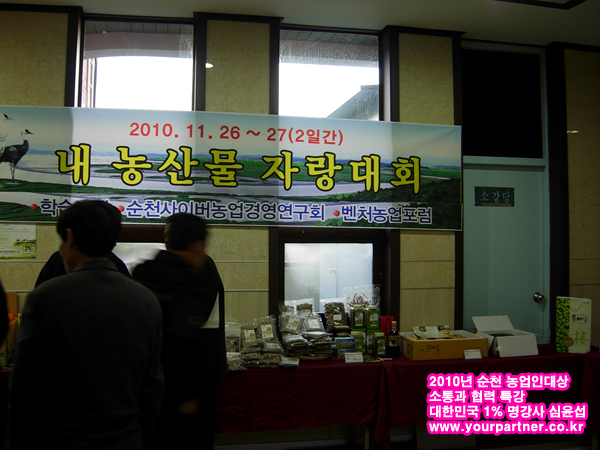 2010. 11. 26 ~ 27(2일간)
내 농산물 자랑대회
순천사이버농업경영연구회 벤처농업포럼
소강당
2010년 순천 농업인대상
소통과 협력 특강
대한민국 1% 명강사 심윤섭
www.yourpartner.co.kr